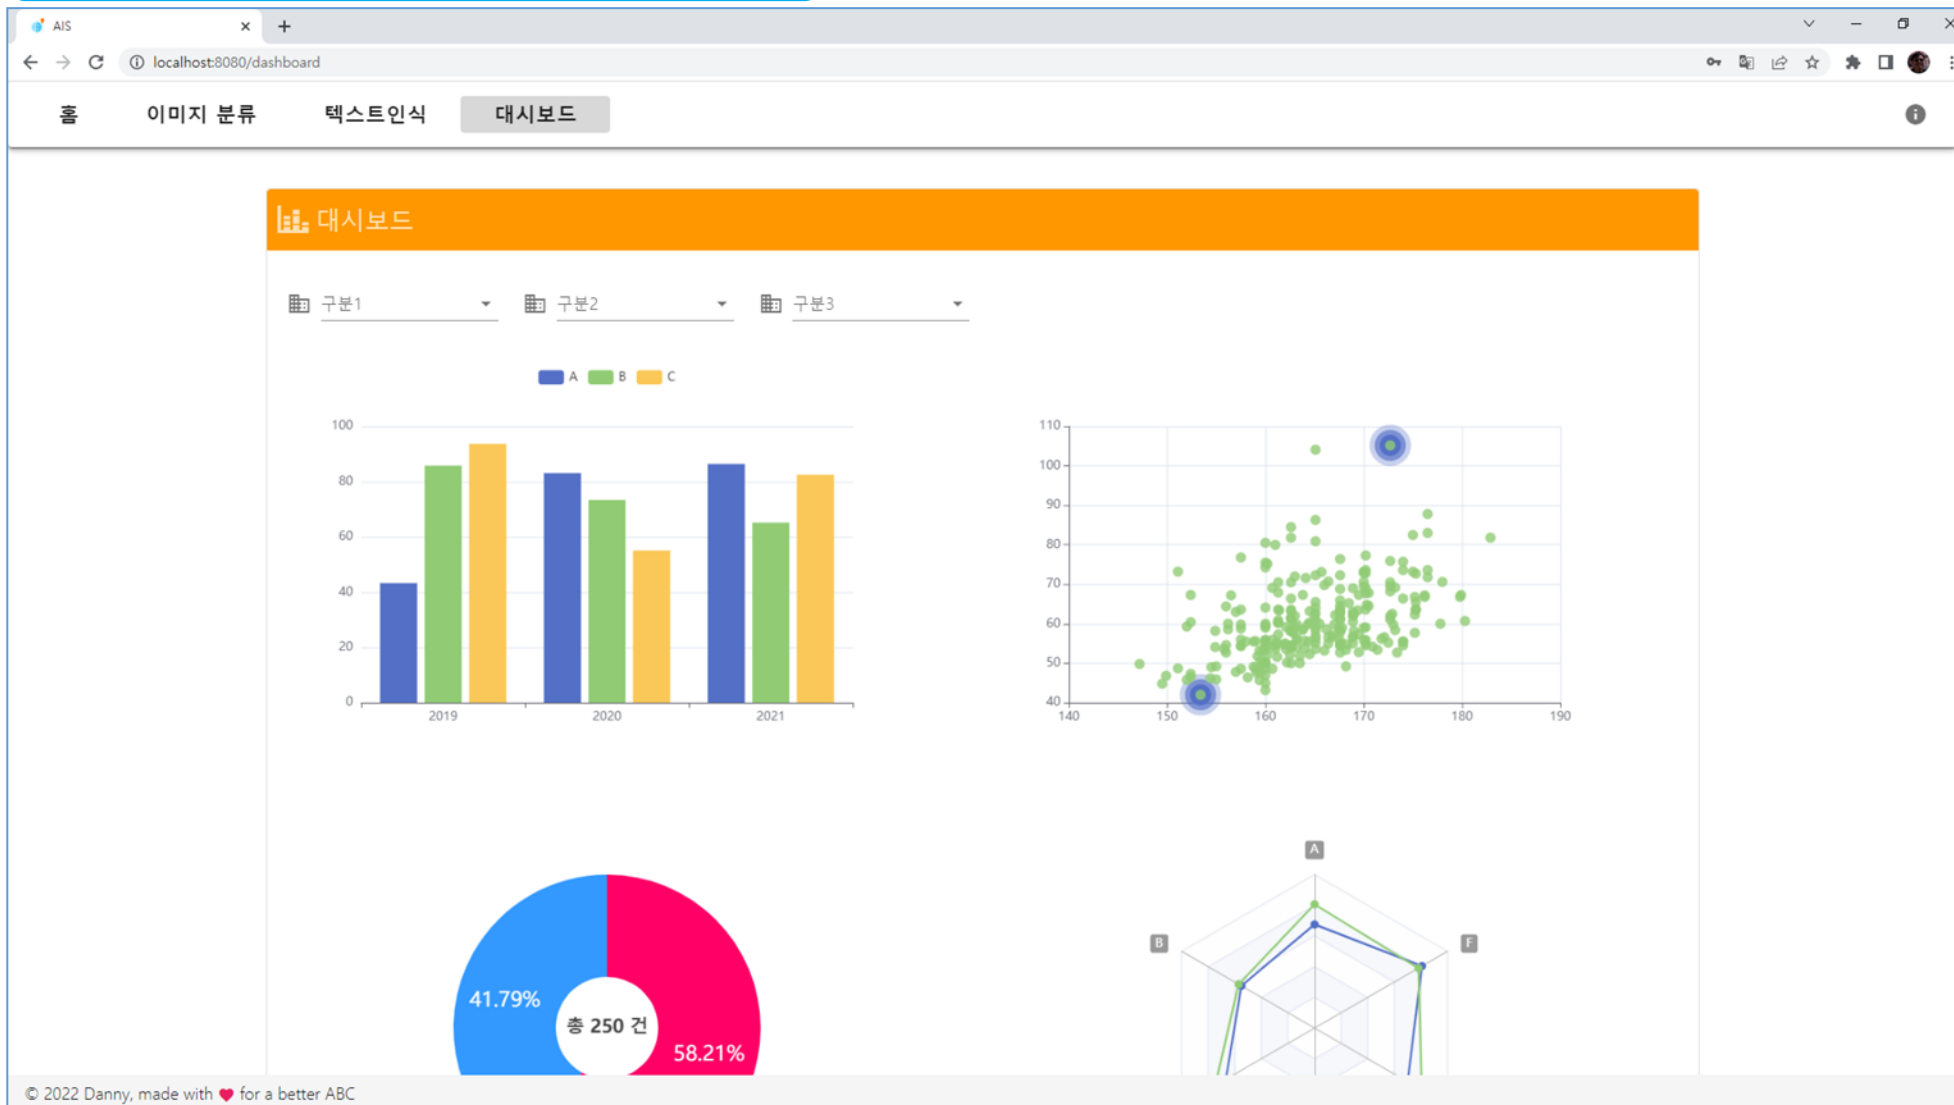 AIS
localhost:8080/dashboard
홈 이미지 분류 텍스트인식 대시보드
대시보드
구분1 구분2 구분3
A B C
100
80
60
40
20
0
2019 2020 2021
110
100
90
80
70
60
50
40
140 150 160 170 180 190
41.79%
총 250 건
58.21%
A
B
F
© 2022 Danny, made with ♥ for a better ABC